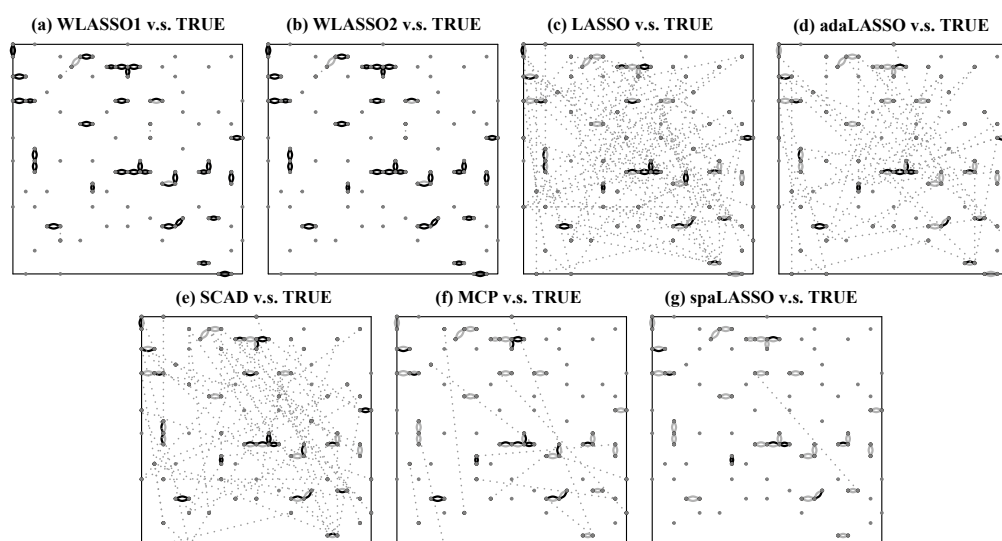 (a) WLASSO1 v.s. TRUE
(b) WLASSO2 v.s. TRUE
(c) LASSO v.s. TRUE
(d) adaLASSO v.s. TRUE
(e) SCAD v.s. TRUE
(f) MCP v.s. TRUE
(g) spaLASSO v.s. TRUE